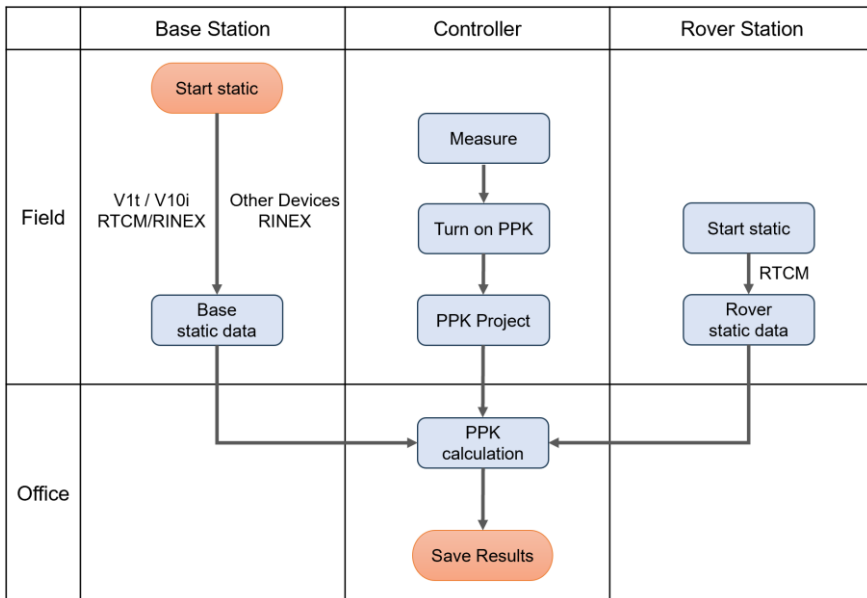 Base Station
Controller
Rover Station
Field
Start static
V1t / V10i
RTCM/RINEX
Other Devices
RINEX
Base
static data
Measure
Turn on PPK
PPK Project
Start static
RTCM
Rover
static data
Office
PPK
calculation
Save Results